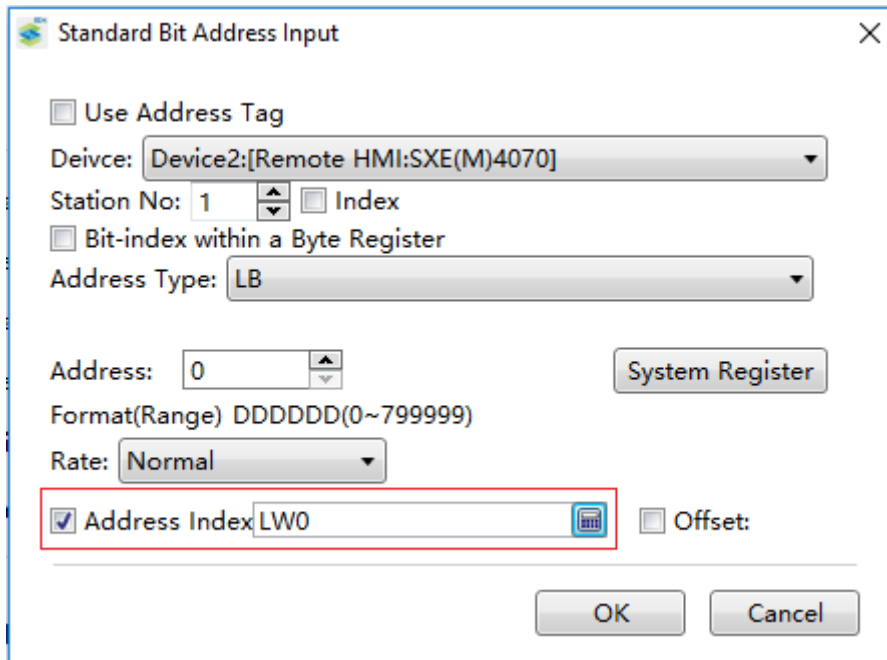 Standard Bit Address Input
Use Address Tag
Deivce: Device2:[Remote HMI:SXE(M)4070]
Station No: 1 Index
Bit-index within a Byte Register
Address Type: LB
Address: 0 System Register
Format(Range) DDDDDD(0~799999)
Rate: Normal
Address Index LW0 Offset:
OK Cancel